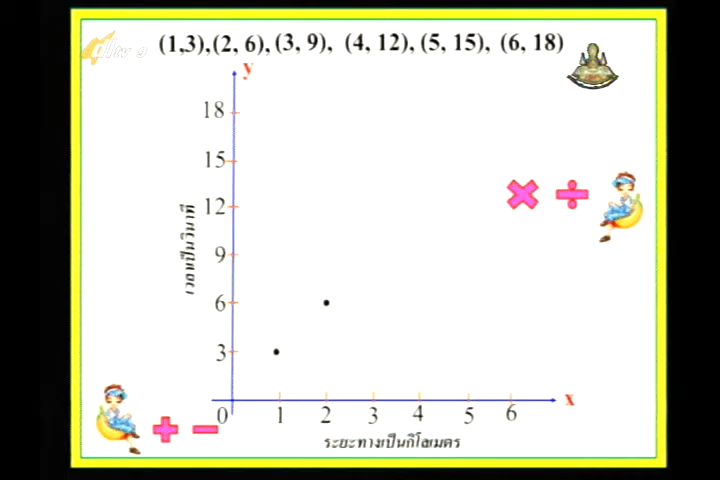 (1,3),(2, 6), (3, 9), (4, 12), (5, 15), (6, 18)
y
18
15
12
9
6
3
เวลาเป็นวินาที
0 1 2 3 4 5 6
x
ระยะทางเป็นกิโลเมตร
+ −
× ÷